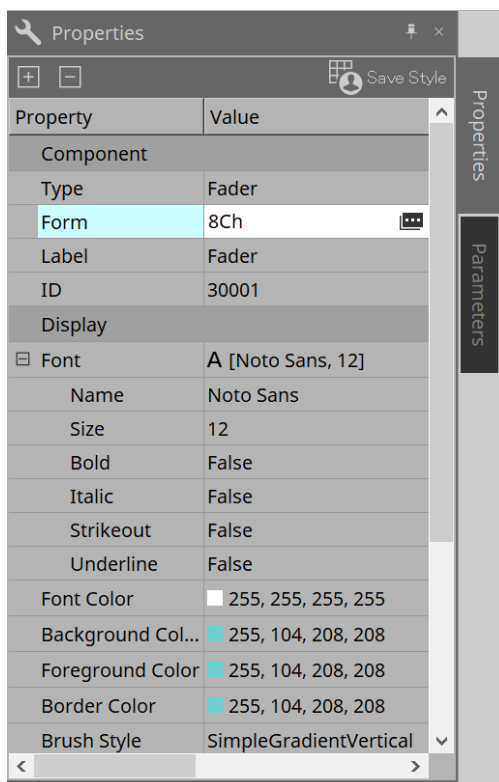 Properties
Save Style
Property Value
Component
Type Fader
Form 8Ch
Label Fader
ID 30001
Display
Font A [Noto Sans, 12]
Name Noto Sans
Size 12
Bold False
Italic False
Strikeout False
Underline False
Font Color 255, 255, 255, 255
Background Col... 255, 104, 208, 208
Foreground Color 255, 104, 208, 208
Border Color 255, 104, 208, 208
Brush Style SimpleGradientVertical
Properties
Parameters